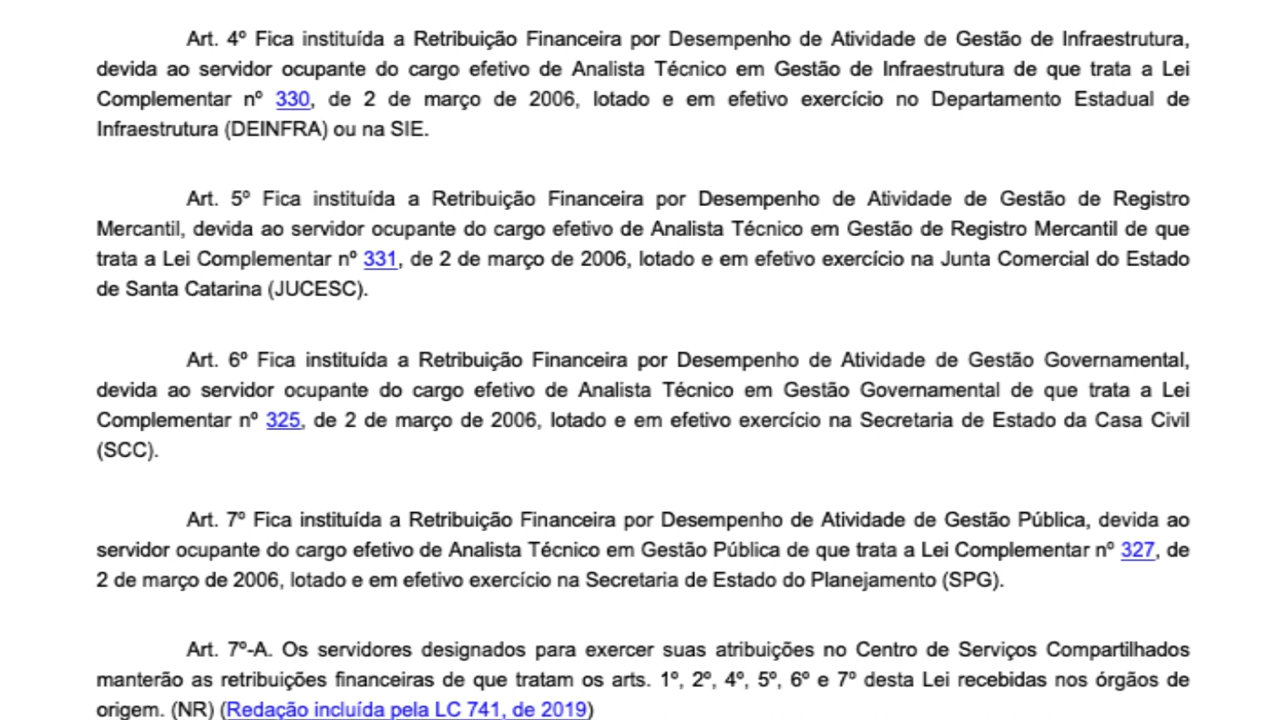 Art. 4º Fica instituída a Retribuição Financeira por Desempenho de Atividade de Gestão de Infraestrutura,
devida ao servidor ocupante do cargo efetivo de Analista Técnico em Gestão de Infraestrutura de que trata a Lei
Complementar nº 330, de 2 de março de 2006, lotado e em efetivo exercício no Departamento Estadual de
Infraestrutura (DEINFRA) ou na SIE.
Art. 5º Fica instituída a Retribuição Financeira por Desempenho de Atividade de Gestão de Registro
Mercantil, devida ao servidor ocupante do cargo efetivo de Analista Técnico em Gestão de Registro Mercantil de que
trata a Lei Complementar nº 331, de 2 de março de 2006, lotado e em efetivo exercício na Junta Comercial do Estado
de Santa Catarina (JUCESC).
Art. 6º Fica instituída a Retribuição Financeira por Desempenho de Atividade de Gestão Governamental,
devida ao servidor ocupante do cargo efetivo de Analista Técnico em Gestão Governamental de que trata a Lei
Complementar nº 325, de 2 de março de 2006, lotado e em efetivo exercício na Secretaria de Estado da Casa Civil
(SCC).
Art. 7º Fica instituída a Retribuição Financeira por Desempenho de Atividade de Gestão Pública, devida ao
servidor ocupante do cargo efetivo de Analista Técnico em Gestão Pública de que trata a Lei Complementar nº 327, de
2 de março de 2006, lotado e em efetivo exercício na Secretaria de Estado do Planejamento (SPG).
Art. 7º-A. Os servidores designados para exercer suas atribuições no Centro de Serviços Compartilhados
manterão as retribuições financeiras de que tratam os arts. 1º, 2º, 4º, 5º, 6º e 7º desta Lei recebidas nos órgãos de
origem. (NR) (Redação incluída pela LC 741, de 2019)